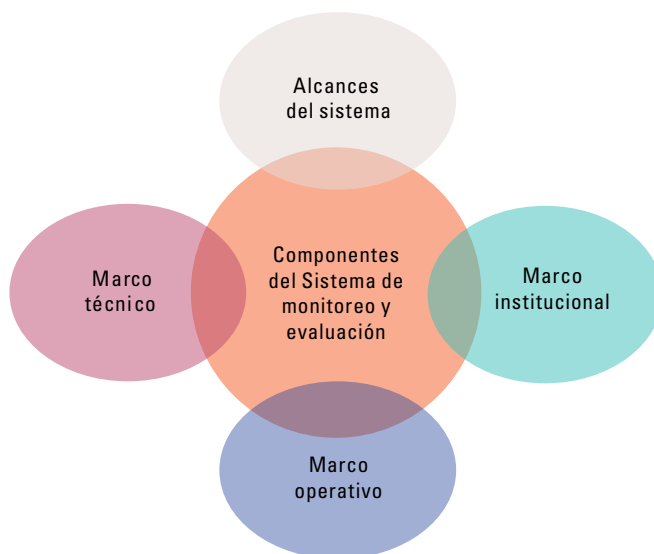 Alcances
del sistema
Marco
técnico
Componentes
del Sistema de
monitoreo y
evaluación
Marco
institucional
Marco
operativo